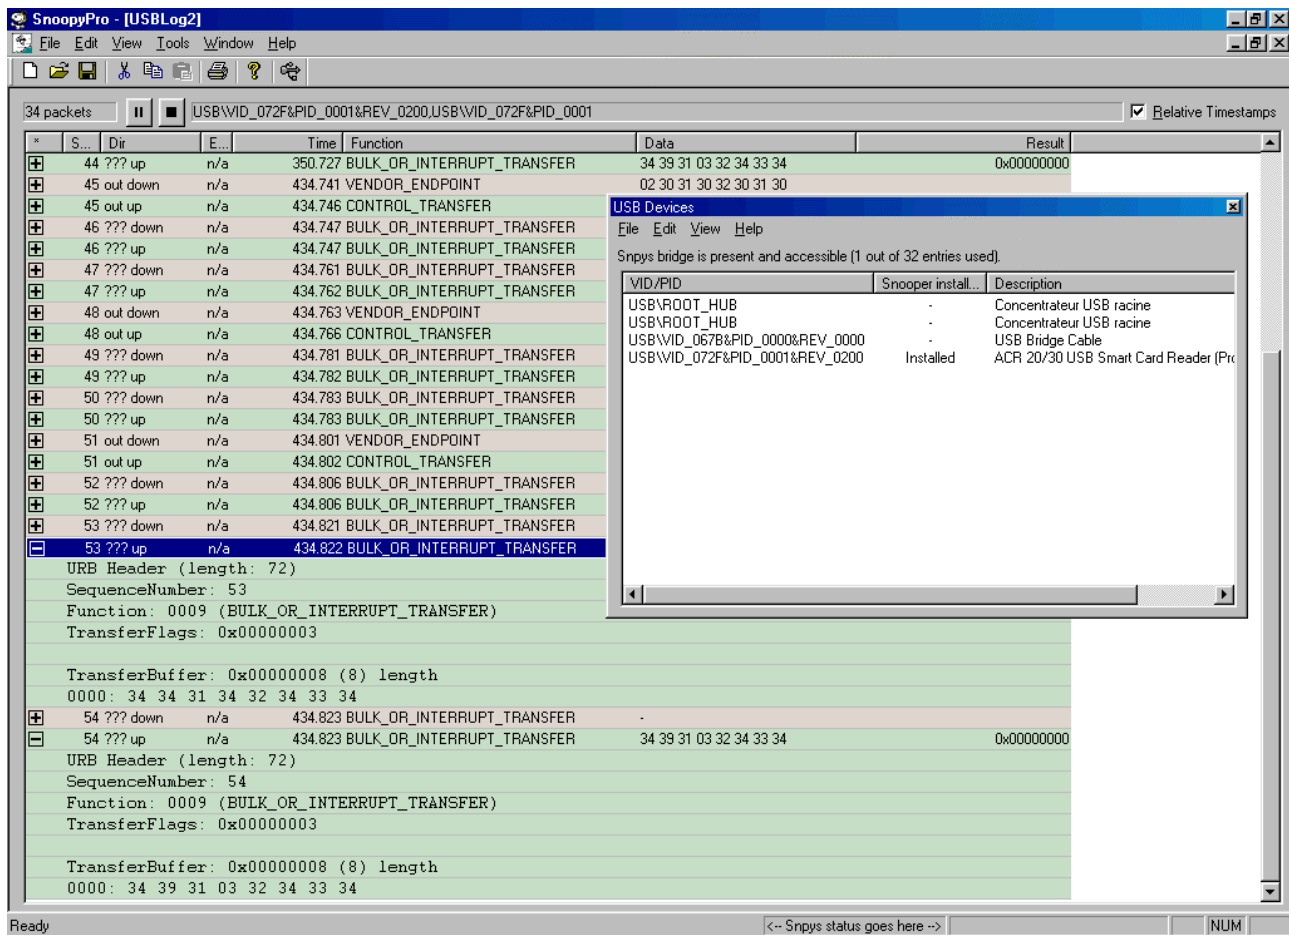 SnoopyPro - [USBLog2]
File Edit View Tools Window Help
34 packets USB\VID_072F&PID_0001&REV_0200,USB\VID_072F&PID_0001 Relative Timestamps
* S... Dir E... Time Function Data Result
44 ??? up n/a 350.727 BULK_OR_INTERRUPT_TRANSFER 34 39 31 03 32 34 33 34 0x00000000
45 out down n/a 434.741 VENDOR_ENDPOINT 02 30 31 30 32 30 31 30
45 out up n/a 434.746 CONTROL_TRANSFER
46 ??? down n/a 434.747 BULK_OR_INTERRUPT_TRANSFER
46 ??? up n/a 434.747 BULK_OR_INTERRUPT_TRANSFER
47 ??? down n/a 434.761 BULK_OR_INTERRUPT_TRANSFER
47 ??? up n/a 434.762 BULK_OR_INTERRUPT_TRANSFER
48 out down n/a 434.763 VENDOR_ENDPOINT
48 out up n/a 434.766 CONTROL_TRANSFER
49 ??? down n/a 434.781 BULK_OR_INTERRUPT_TRANSFER
49 ??? up n/a 434.782 BULK_OR_INTERRUPT_TRANSFER
50 ??? down n/a 434.783 BULK_OR_INTERRUPT_TRANSFER
50 ??? up n/a 434.783 BULK_OR_INTERRUPT_TRANSFER
51 out down n/a 434.801 VENDOR_ENDPOINT
51 out up n/a 434.802 CONTROL_TRANSFER
52 ??? down n/a 434.806 BULK_OR_INTERRUPT_TRANSFER
52 ??? up n/a 434.806 BULK_OR_INTERRUPT_TRANSFER
53 ??? down n/a 434.821 BULK_OR_INTERRUPT_TRANSFER
53 ??? up n/a 434.822 BULK_OR_INTERRUPT_TRANSFER
URB Header (length: 72)
SequenceNumber: 53
Function: 0009 (BULK_OR_INTERRUPT_TRANSFER)
TransferFlags: 0x00000003
TransferBuffer: 0x00000008 (8) length
0000: 34 34 31 34 32 34 33 34
54 ??? down n/a 434.823 BULK_OR_INTERRUPT_TRANSFER -
54 ??? up n/a 434.823 BULK_OR_INTERRUPT_TRANSFER 34 39 31 03 32 34 33 34 0x00000000
URB Header (length: 72)
SequenceNumber: 54
Function: 0009 (BULK_OR_INTERRUPT_TRANSFER)
TransferFlags: 0x00000003
TransferBuffer: 0x00000008 (8) length
0000: 34 39 31 03 32 34 33 34
USB Devices
File Edit View Help
Snpys bridge is present and accessible (1 out of 32 entries used).
VID/PID Snooper install... Description
USB\ROOT_HUB - Concentrateur USB racine
USB\ROOT_HUB - Concentrateur USB racine
USB\VID_067B&PID_0000&REV_0000 - USB Bridge Cable
USB\VID_072F&PID_0001&REV_0200 Installed ACR 20/30 USB Smart Card Reader (Pro
Ready <-- Snpys status goes here --> NUM